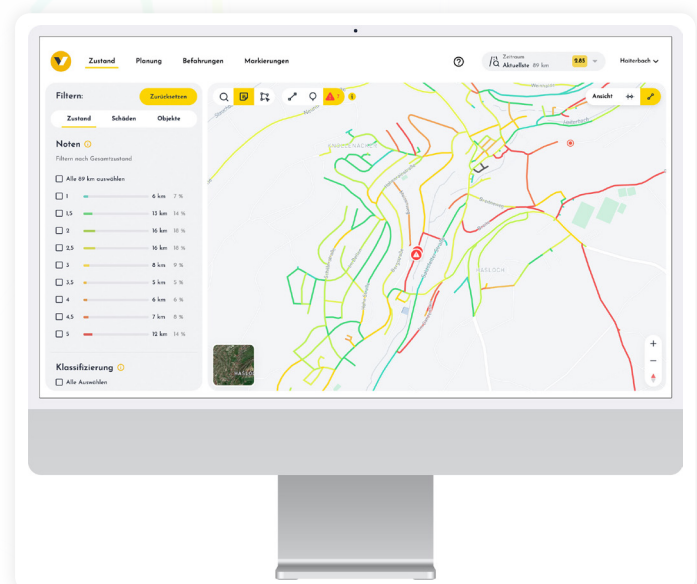 Zustand Planung Befahrungen Markierungen
Zeitraum
Aktuellste 89 km 2.85
Haiterbach
Filtern: Zurücksetzen
Zustand Schäden Objekte
Noten
Filtern nach Gesamtzustand
Alle 89 km auswählen
1 6 km 7 %
1,5 13 km 14 %
2 16 km 18 %
2,5 16 km 18 %
3 8 km 9 %
3,5 5 km 5 %
4 6 km 6 %
4,5 7 km 8 %
5 12 km 14 %
Klassifizierung
Alle Auswählen
Ansicht
HASLOCH